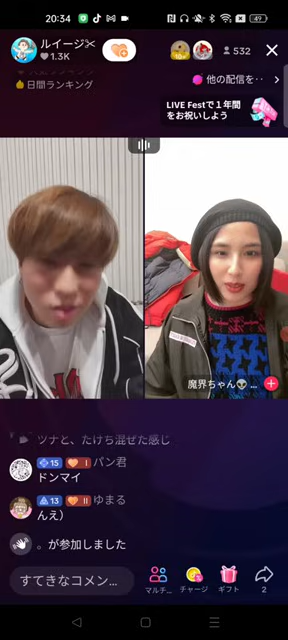 20:34
49
ルイージ✂
1.3K
532
日間ランキング
他の配信を‥
LIVE Festで1年間
をお祝いしよう
魔界ちゃん👽...
ツナと、たけち混ぜた感じ
15 I パン君
ドンマイ
13 II ゆまる
んえ）
。が参加しました
すてきなコメン...
マルチ...
チャージ
ギフト
2